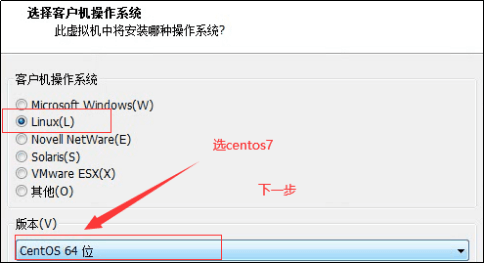 选择客户机操作系统
此虚拟机中将安装哪种操作系统?
客户机操作系统
Microsoft Windows(W)
Linux(L)
Novell NetWare(E)
Solaris(S)
VMware ESX(X)
其他(O)
选centos7
下一步
版本(V)
CentOS 64 位